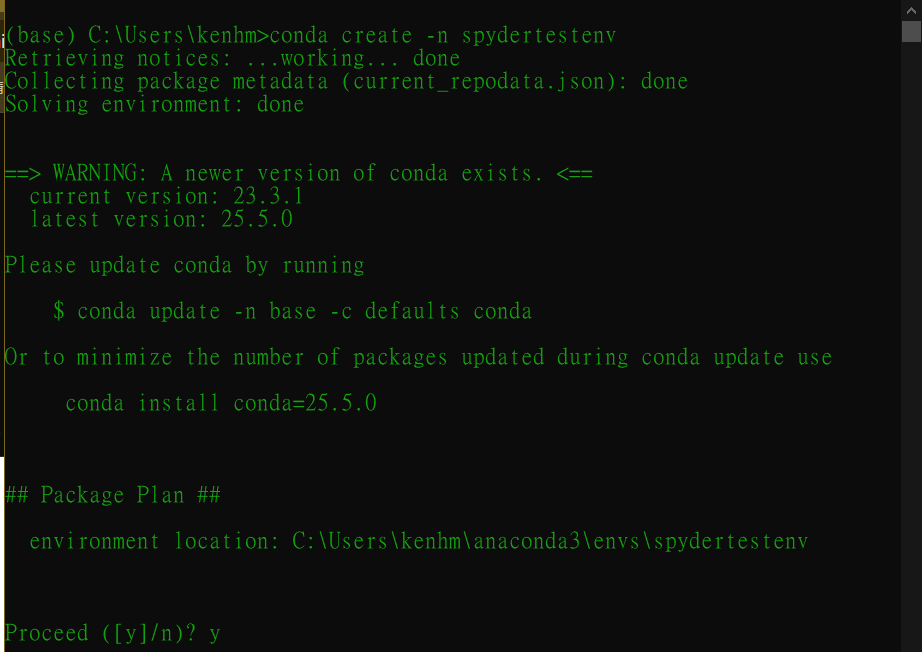 (base) C:\Users\kenhm>conda create -n spydertestenv
Retrieving notices: ...working... done
Collecting package metadata (current_repodata.json): done
Solving environment: done
==> WARNING: A newer version of conda exists. <==
current version: 23.3.1
latest version: 25.5.0
Please update conda by running
$ conda update -n base -c defaults conda
Or to minimize the number of packages updated during conda update use
conda install conda=25.5.0
## Package Plan ##
environment location: C:\Users\kenhm\anaconda3\envs\spydertestenv
Proceed ([y]/n)? y